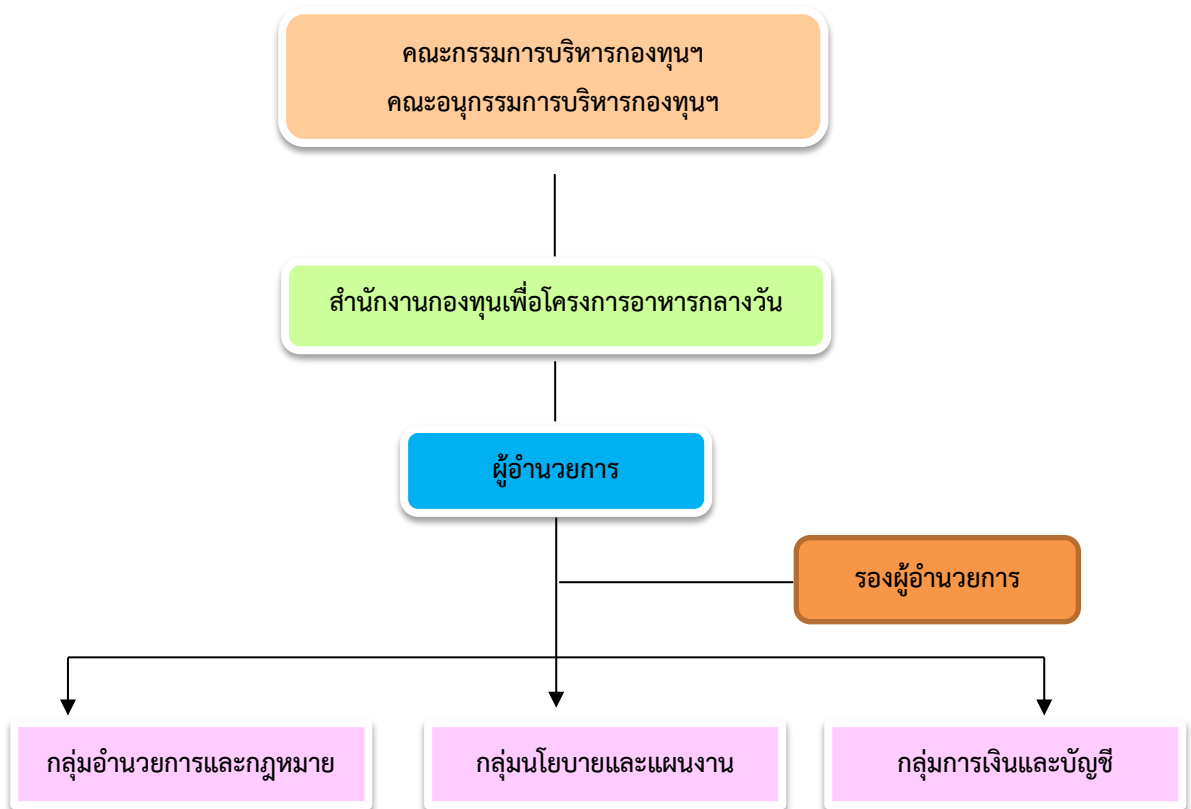 คณะกรรมการบริหารกองทุนฯ
คณะอนุกรรมการบริหารกองทุนฯ
สำนักงานกองทุนเพื่อโครงการอาหารกลางวัน
ผู้อำนวยการ
รองผู้อำนวยการ
กลุ่มอำนวยการและกฎหมาย
กลุ่มนโยบายและแผนงาน
กลุ่มการเงินและบัญชี